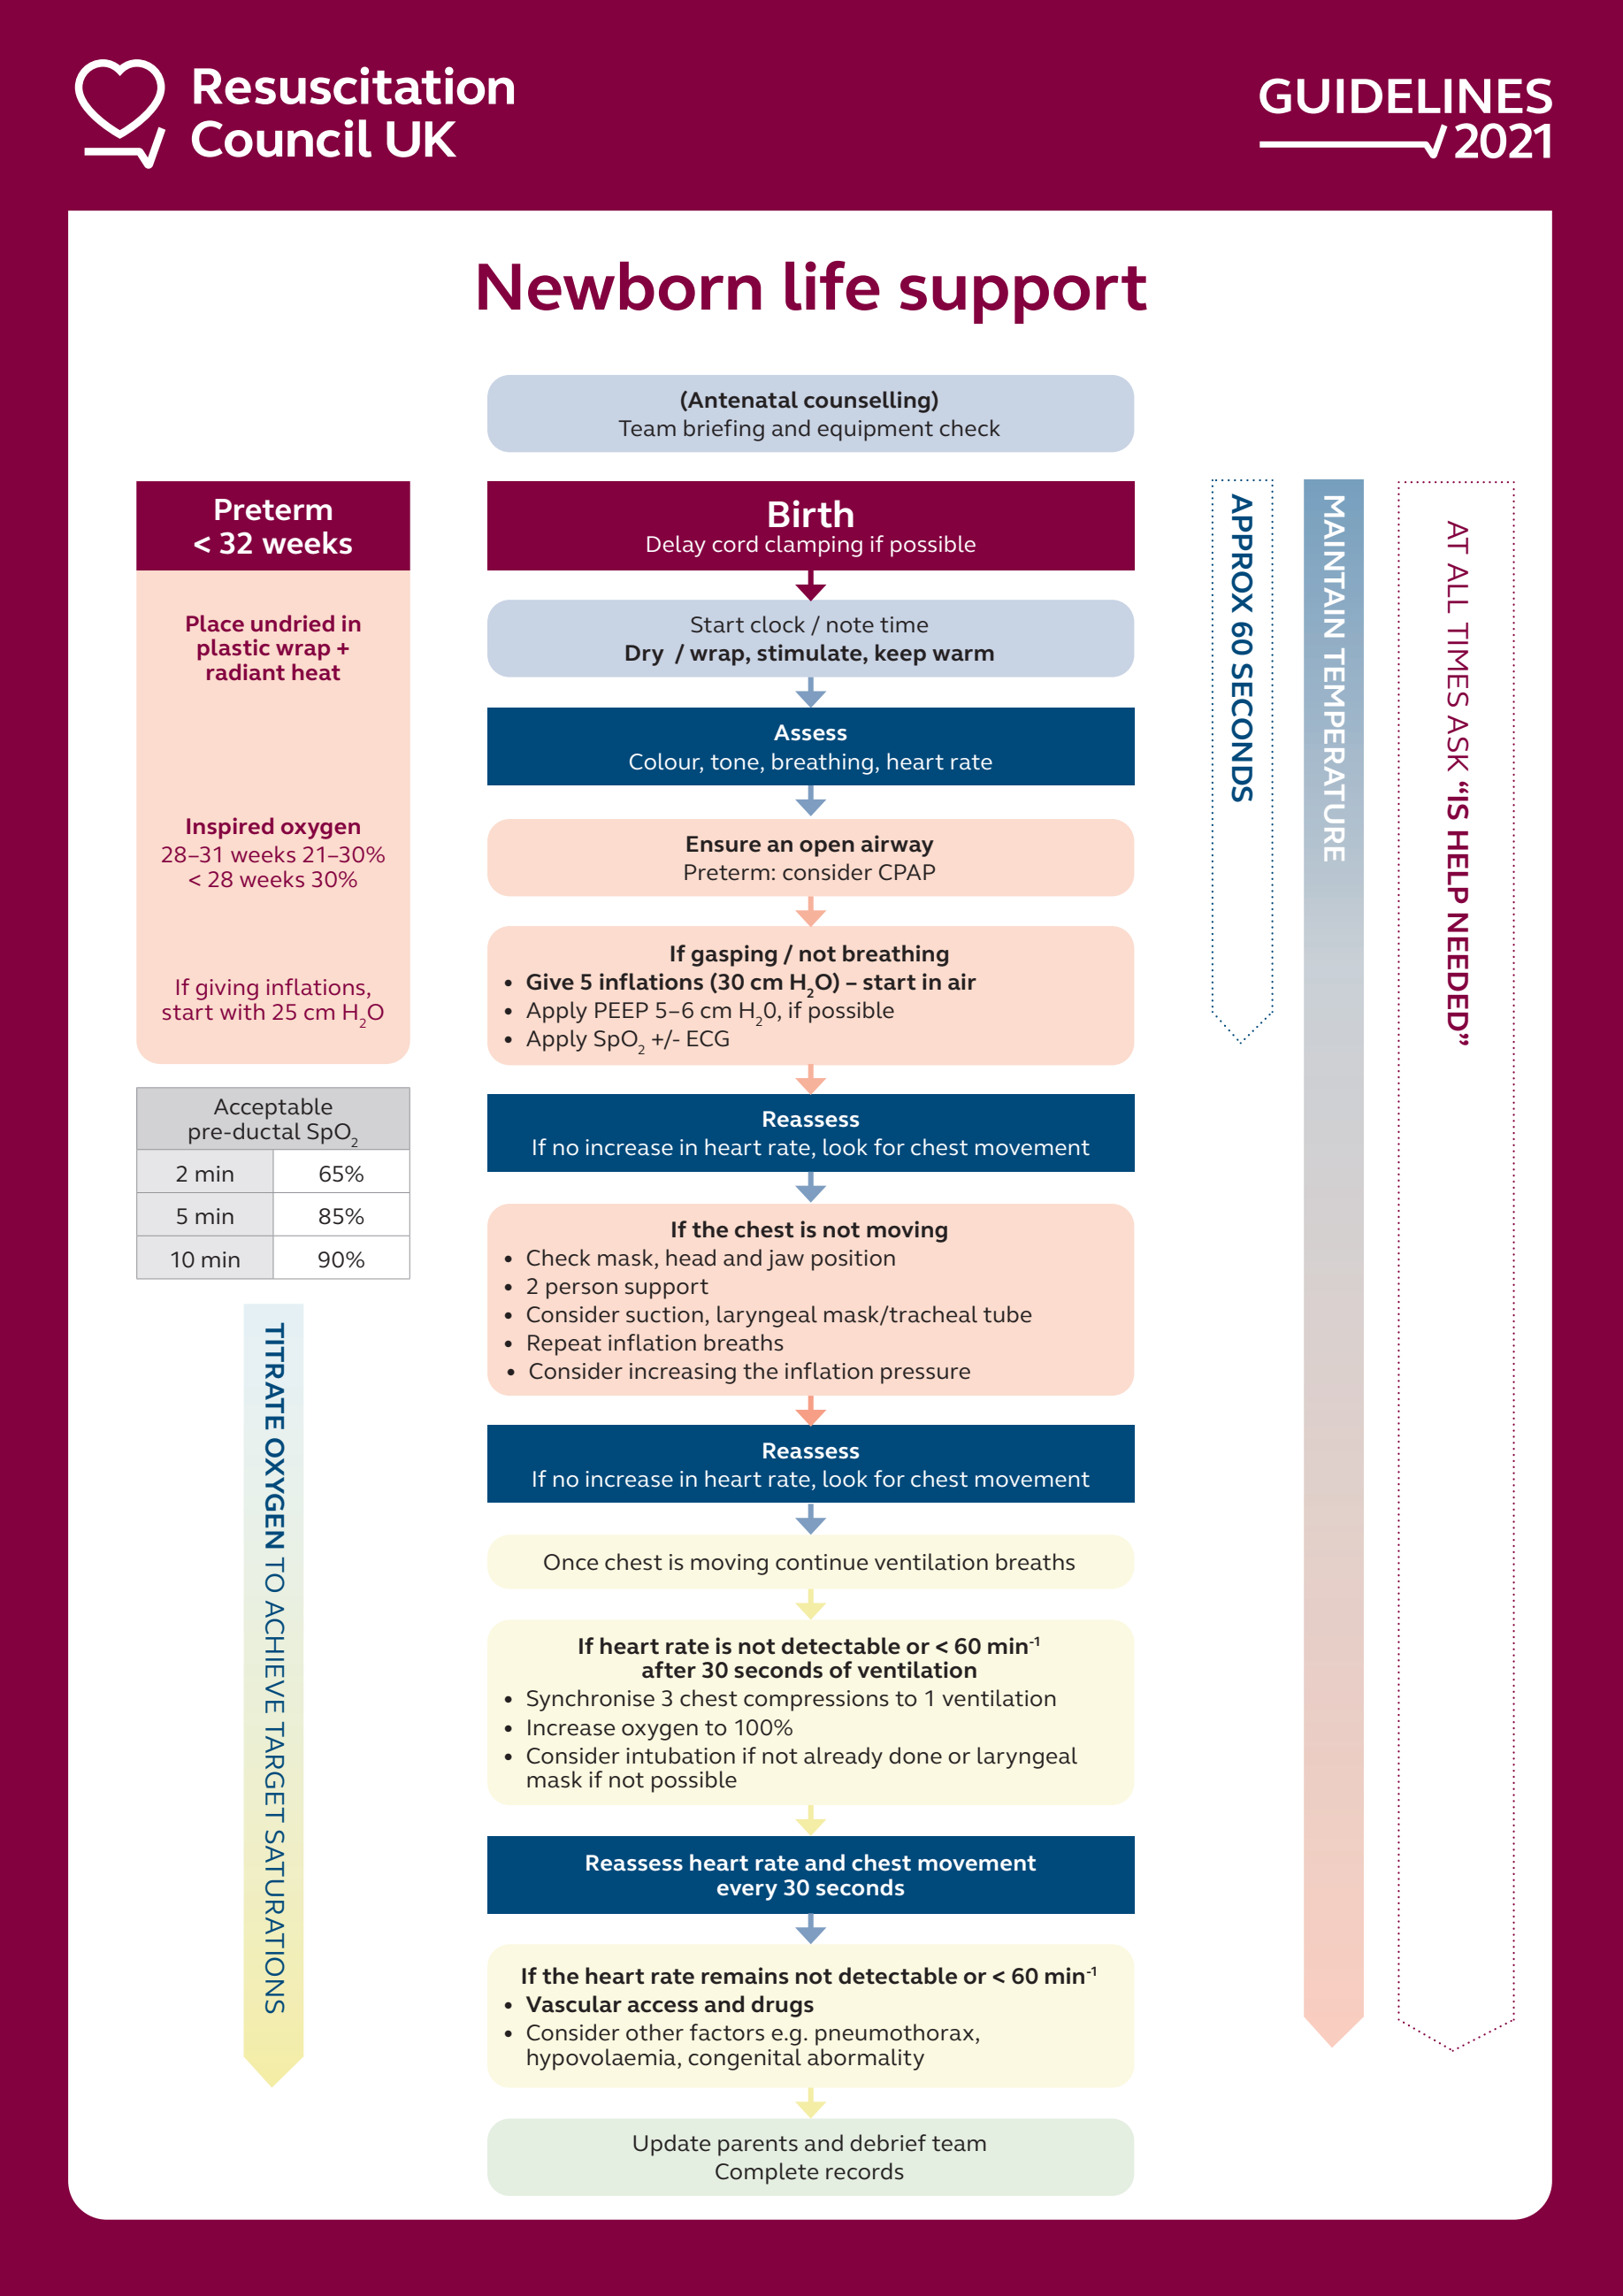 Resuscitation
Council UK
GUIDELINES
2021
Newborn life support
(Antenatal counselling)
Team briefing and equipment check
Preterm
< 32 weeks
Place undried in
plastic wrap +
radiant heat
Inspired oxygen
28–31 weeks 21–30%
< 28 weeks 30%
If giving inflations,
start with 25 cm H₂O
Acceptable
pre-ductal SpO₂
2 min 65%
5 min 85%
10 min 90%
TITRATE OXYGEN TO ACHIEVE TARGET SATURATIONS
Birth
Delay cord clamping if possible
Start clock / note time
Dry / wrap, stimulate, keep warm
Assess
Colour, tone, breathing, heart rate
Ensure an open airway
Preterm: consider CPAP
If gasping / not breathing
• Give 5 inflations (30 cm H₂O) – start in air
• Apply PEEP 5–6 cm H₂0, if possible
• Apply SpO₂ +/- ECG
Reassess
If no increase in heart rate, look for chest movement
If the chest is not moving
• Check mask, head and jaw position
• 2 person support
• Consider suction, laryngeal mask/tracheal tube
• Repeat inflation breaths
• Consider increasing the inflation pressure
Reassess
If no increase in heart rate, look for chest movement
Once chest is moving continue ventilation breaths
If heart rate is not detectable or < 60 min⁻¹
after 30 seconds of ventilation
• Synchronise 3 chest compressions to 1 ventilation
• Increase oxygen to 100%
• Consider intubation if not already done or laryngeal
mask if not possible
Reassess heart rate and chest movement
every 30 seconds
If the heart rate remains not detectable or < 60 min⁻¹
• Vascular access and drugs
• Consider other factors e.g. pneumothorax,
hypovolaemia, congenital abormality
Update parents and debrief team
Complete records
APPROX 60 SECONDS
MAINTAIN TEMPERATURE
AT ALL TIMES ASK “IS HELP NEEDED”